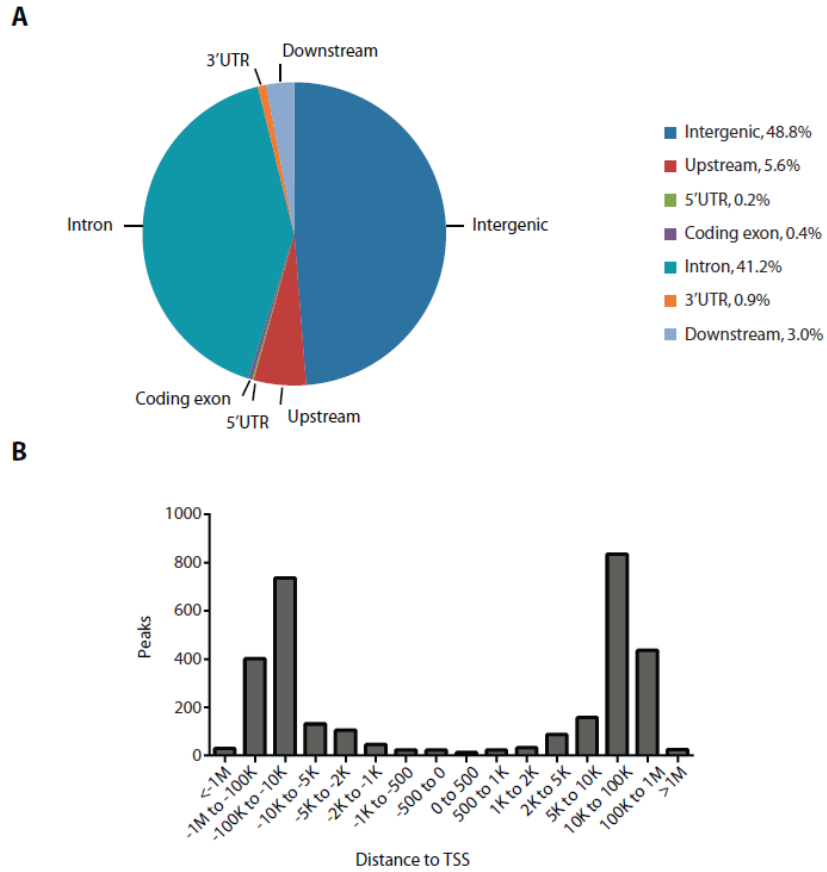 A
3'UTR
Downstream
Intron
Intergenic
Coding exon
5'UTR
Upstream
Intergenic, 48.8%
Upstream, 5.6%
5'UTR, 0.2%
Coding exon, 0.4%
Intron, 41.2%
3'UTR, 0.9%
Downstream, 3.0%
B
Peaks
1000
800
600
400
200
0
<-1M
-1M to -100K
-100K to -10K
-10K to -5K
-5K to -2K
-2K to -1K
-1K to -500
-500 to 0
0 to 500
500 to 1K
1K to 2K
2K to 5K
5K to 10K
10K to 100K
100K to 1M
>1M
Distance to TSS